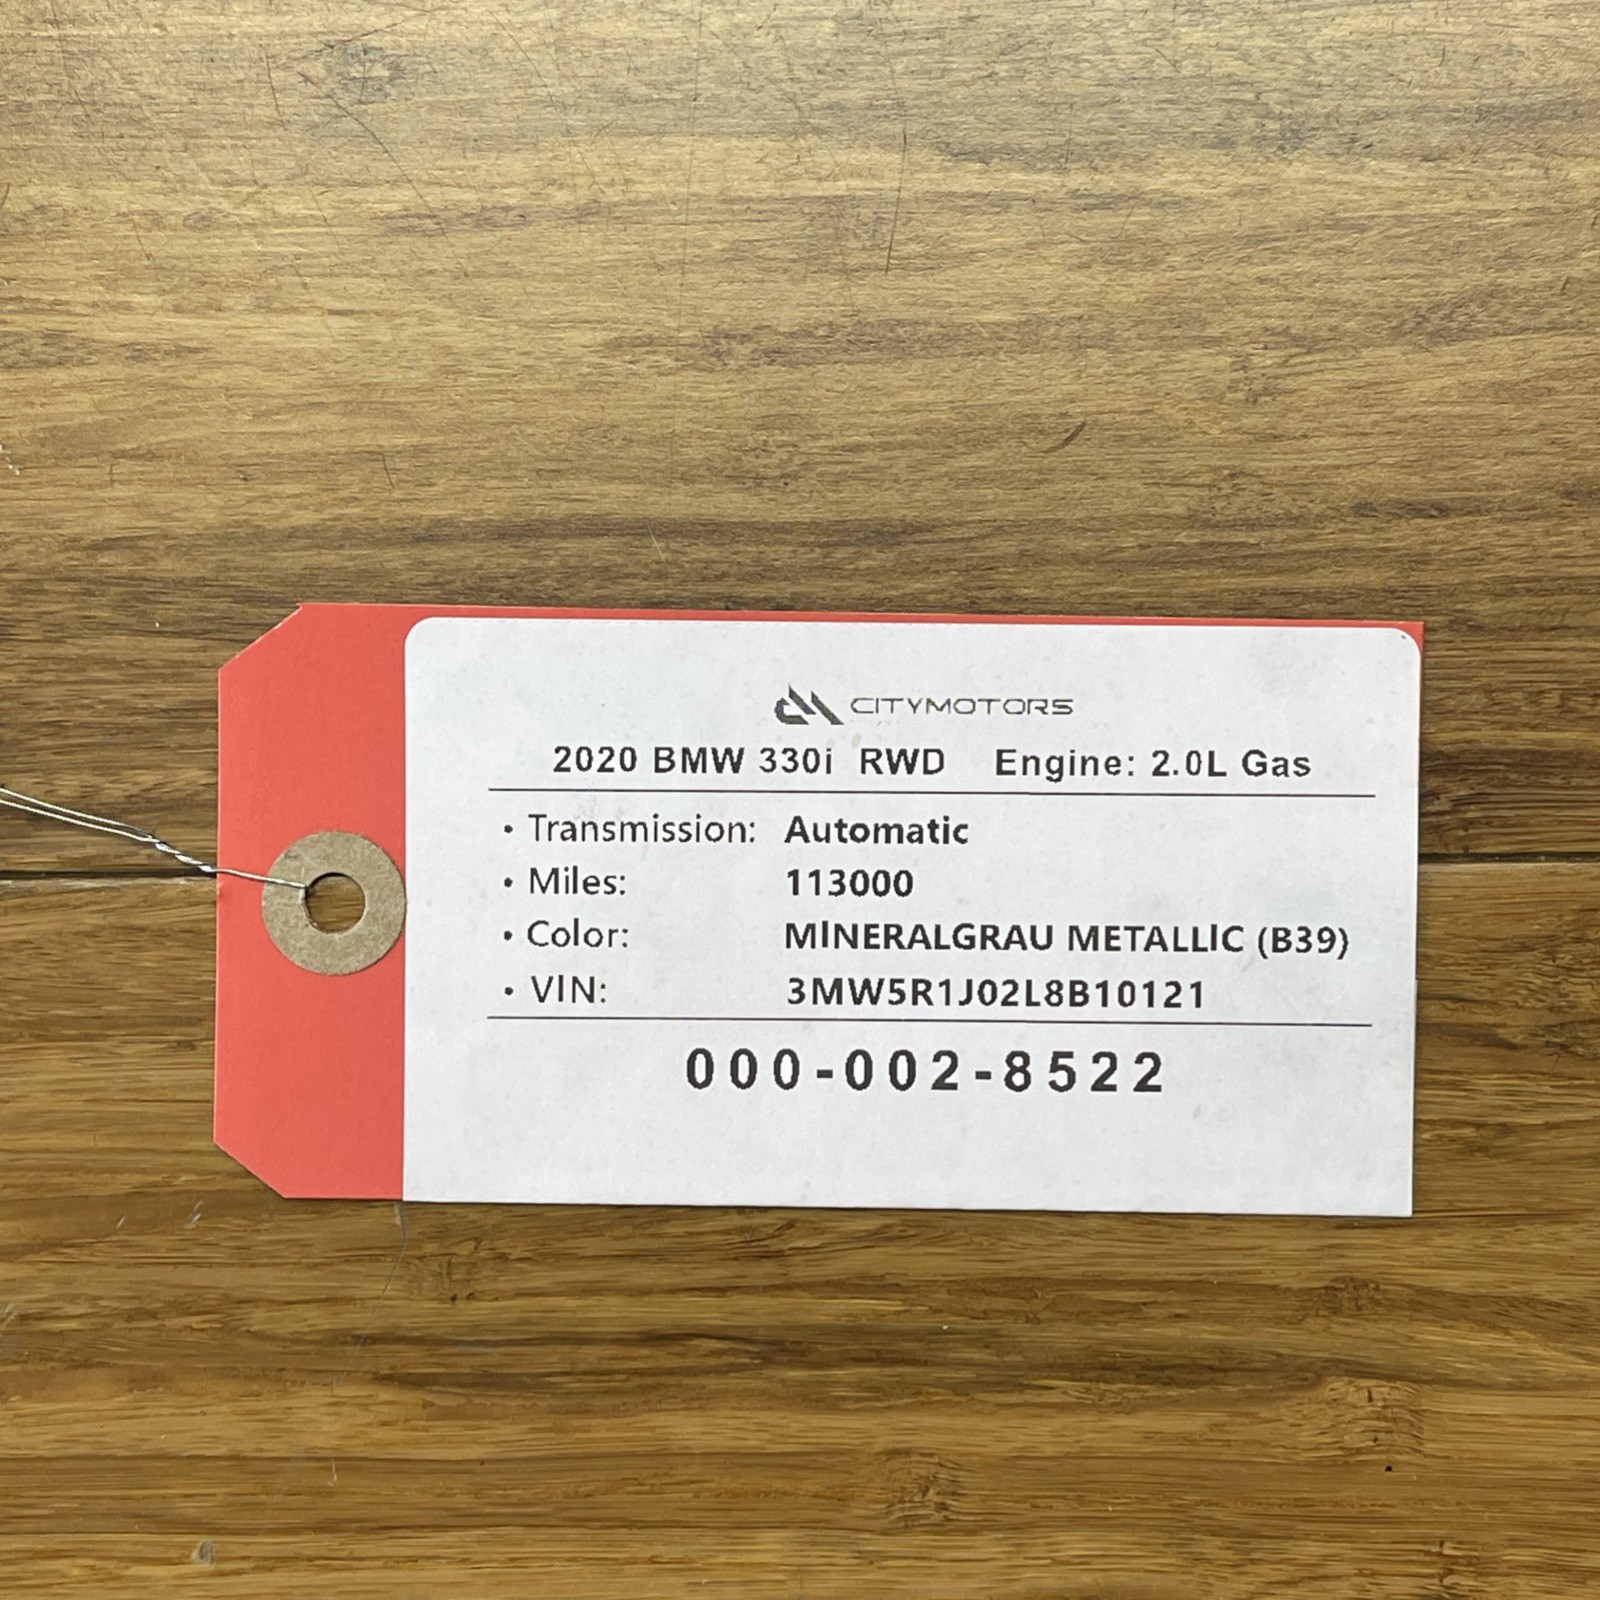 CITYMOTORS
2020 BMW 330i RWD Engine: 2.0L Gas
• Transmission: Automatic
• Miles: 113000
• Color: MINERALGRAU METALLIC (B39)
• VIN: 3MW5R1J02L8B10121
000-002-8522